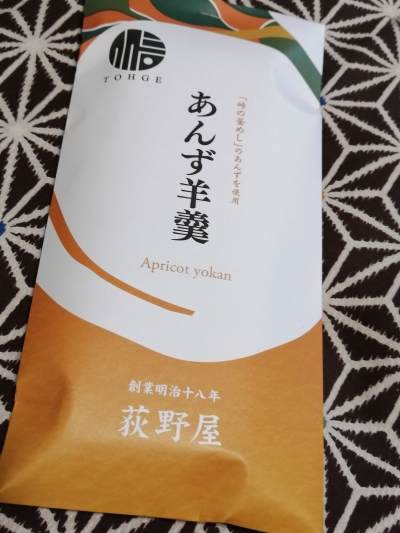 峠
TOHGE
「峠の釜めし」のあんずを使用
あんず羊羹
Apricot yokan
創業明治十八年
荻野屋